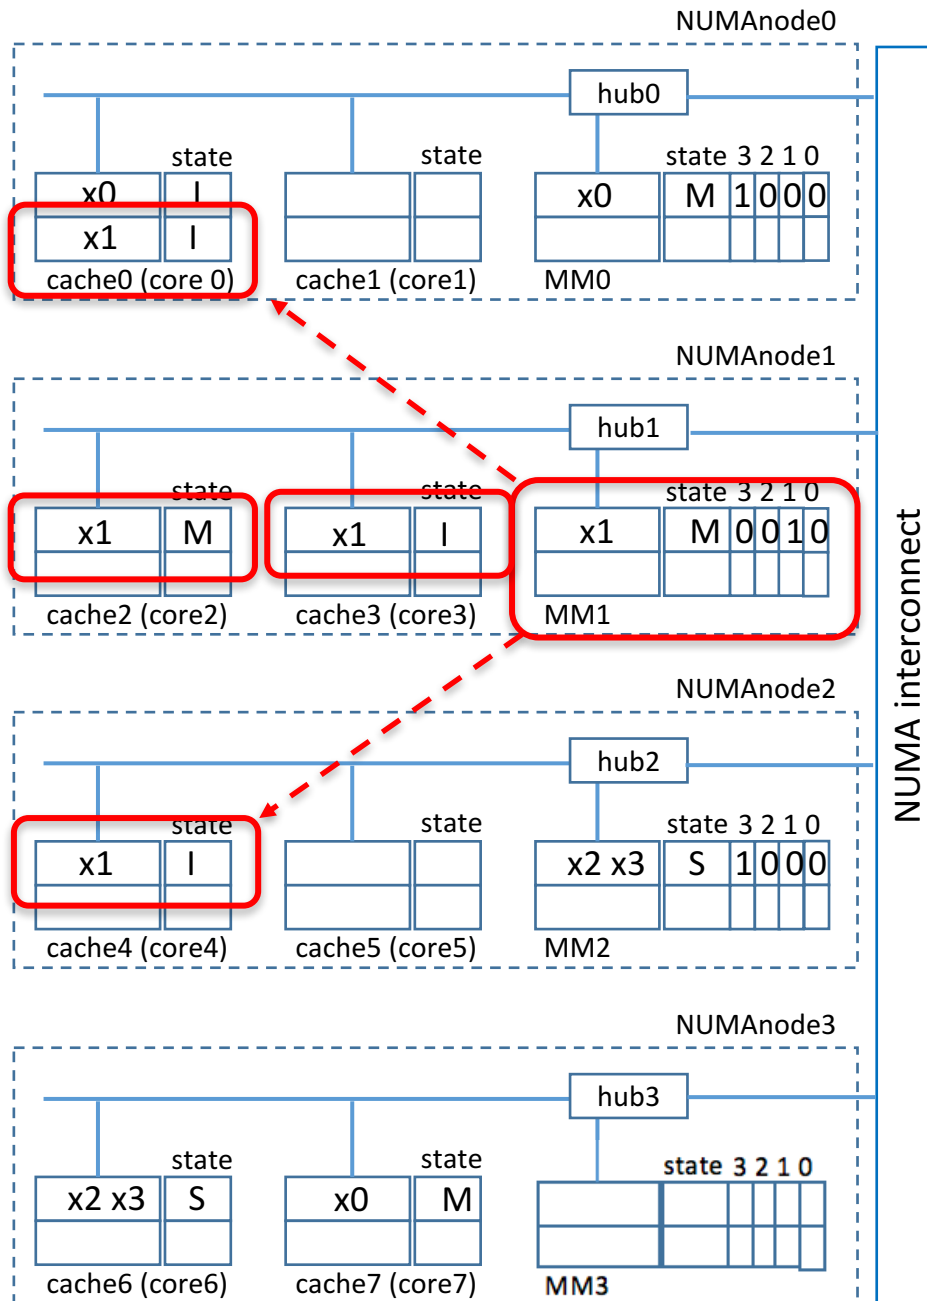 NUMAnode0
hub0
state state state 3 2 1 0
x0 I x0 M 1 0 0 0
x1 I
cache0 (core 0) cache1 (core1) MM0
NUMAnode1
hub1
state state state 3 2 1 0
x1 M x1 I x1 M 0 0 1 0
cache2 (core2) cache3 (core3) MM1
NUMA interconnect
NUMAnode2
hub2
state state state 3 2 1 0
x1 I x2 x3 S 1 0 0 0
cache4 (core4) cache5 (core5) MM2
NUMAnode3
hub3
state state state 3 2 1 0
x2 x3 S x0 M
cache6 (core6) cache7 (core7) MM3